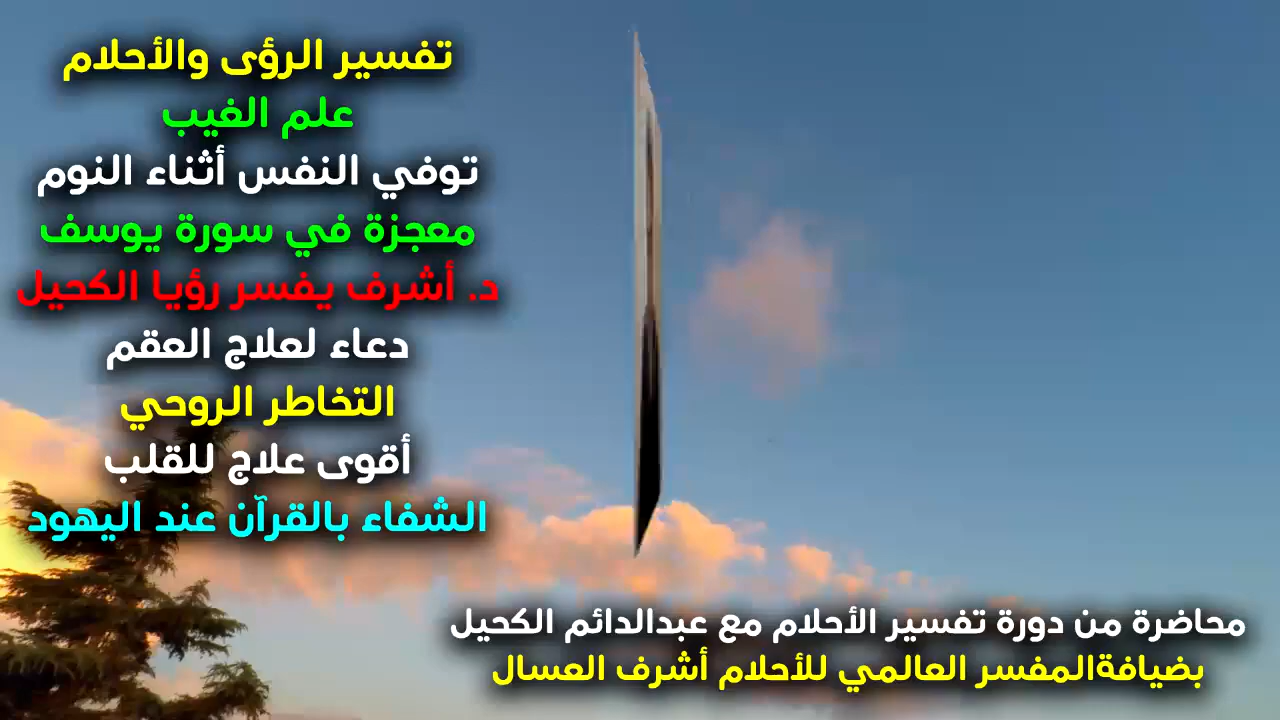 تفسير الرؤى والأحلام
علم الغيب
توفي النفس أثناء النوم
معجزة في سورة يوسف
د. أشرف يفسر رؤيا الكحيل
دعاء لعلاج العقم
التخاطر الروحي
أقوى علاج للقلب
الشفاء بالقرآن عند اليهود
محاضرة من دورة تفسير الأحلام مع عبدالدائم الكحيل
بضيافةالمفسر العالمي للأحلام أشرف العسال